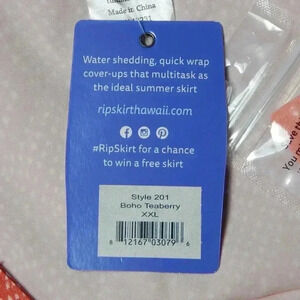 Made in China
Water shedding, quick wrap
cover-ups that multitask as
the ideal summer skirt
ripskirthawaii.com
#RipSkirt for a chance
to win a free skirt
Style 201
Boho Teaberry
XXL
8 12167 03079 6